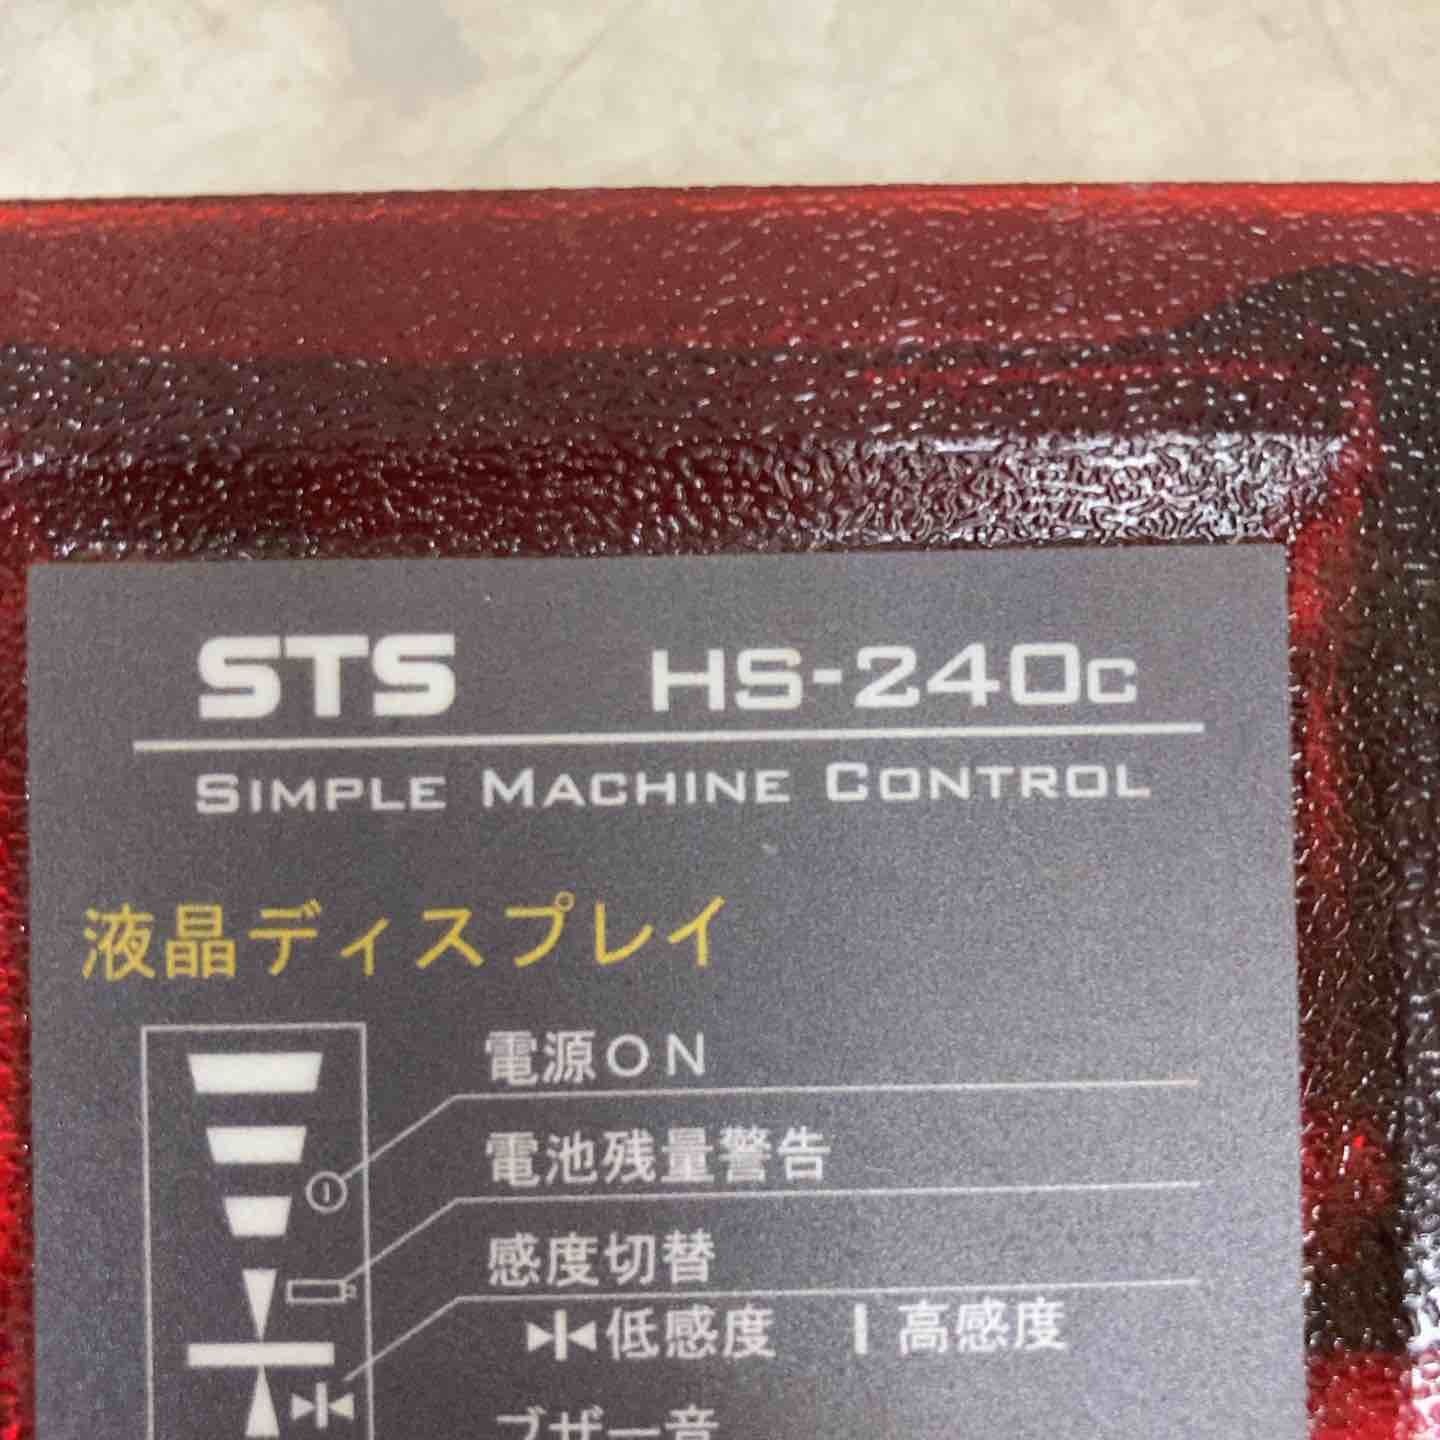 STS HS-240c
SIMPLE MACHINE CONTROL
液晶ディスプレイ
電源ON
電池残量警告
感度切替
低感度 高感度
ブザー音